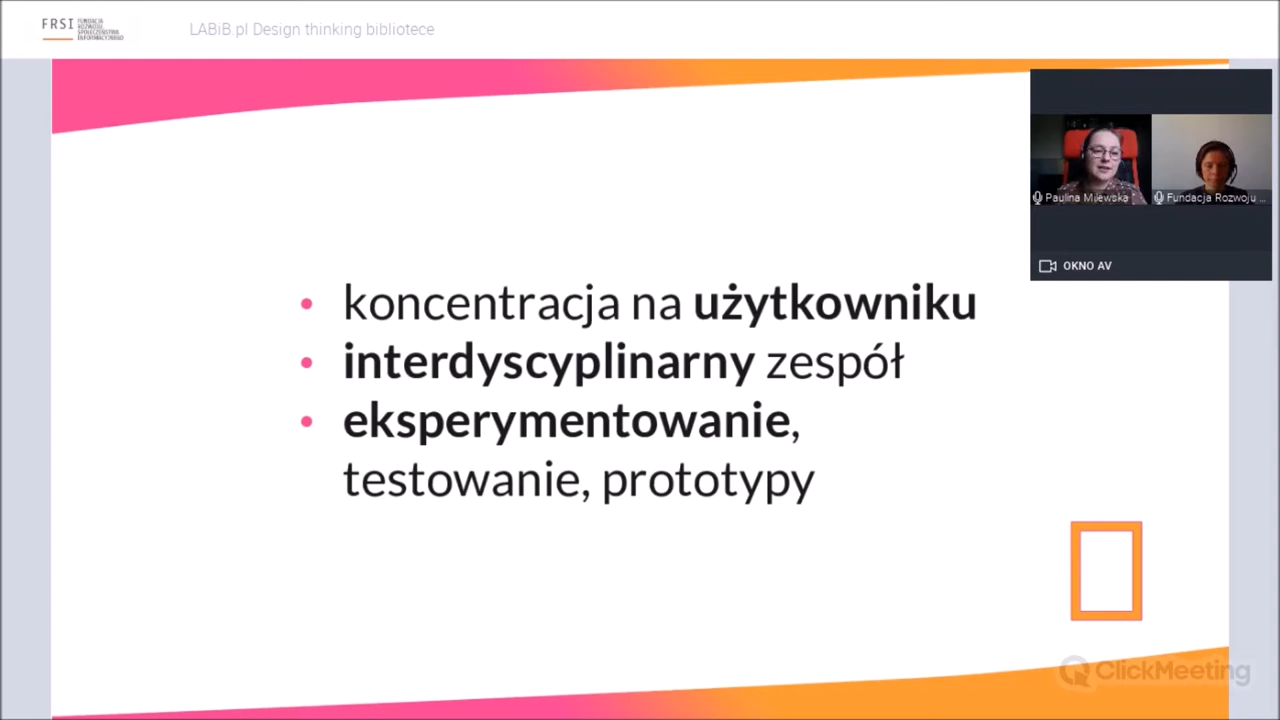 FRSI
FUNDACJA
ROZWOJU
SPOŁECZEŃSTWA
INFORMACYJNEGO
LABiB.pl Design thinking bibliotece
Paulina Milewska
Fundacja Rozwoju ...
OKNO AV
• koncentracja na użytkowniku
• interdyscyplinarny zespół
• eksperymentowanie,
testowanie, prototypy
ClickMeeting